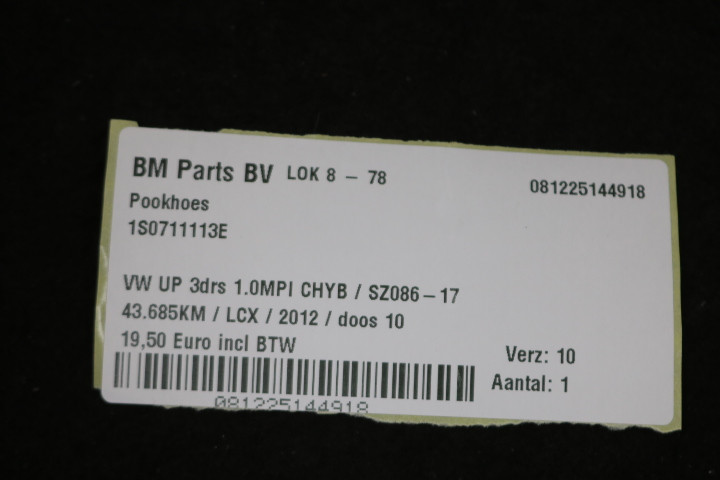 BM Parts BV LOK 8 – 78 081225144918
Pookhoes
1S0711113E
VW UP 3drs 1.0MPI CHYB / SZ086–17
43.685KM / LCX / 2012 / doos 10
19,50 Euro incl BTW
Verz: 10
Aantal: 1
081225144918